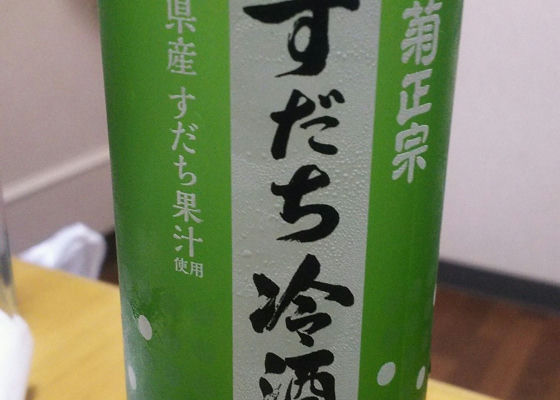 菊正宗
すだち冷酒
県産 すだち果汁
使用